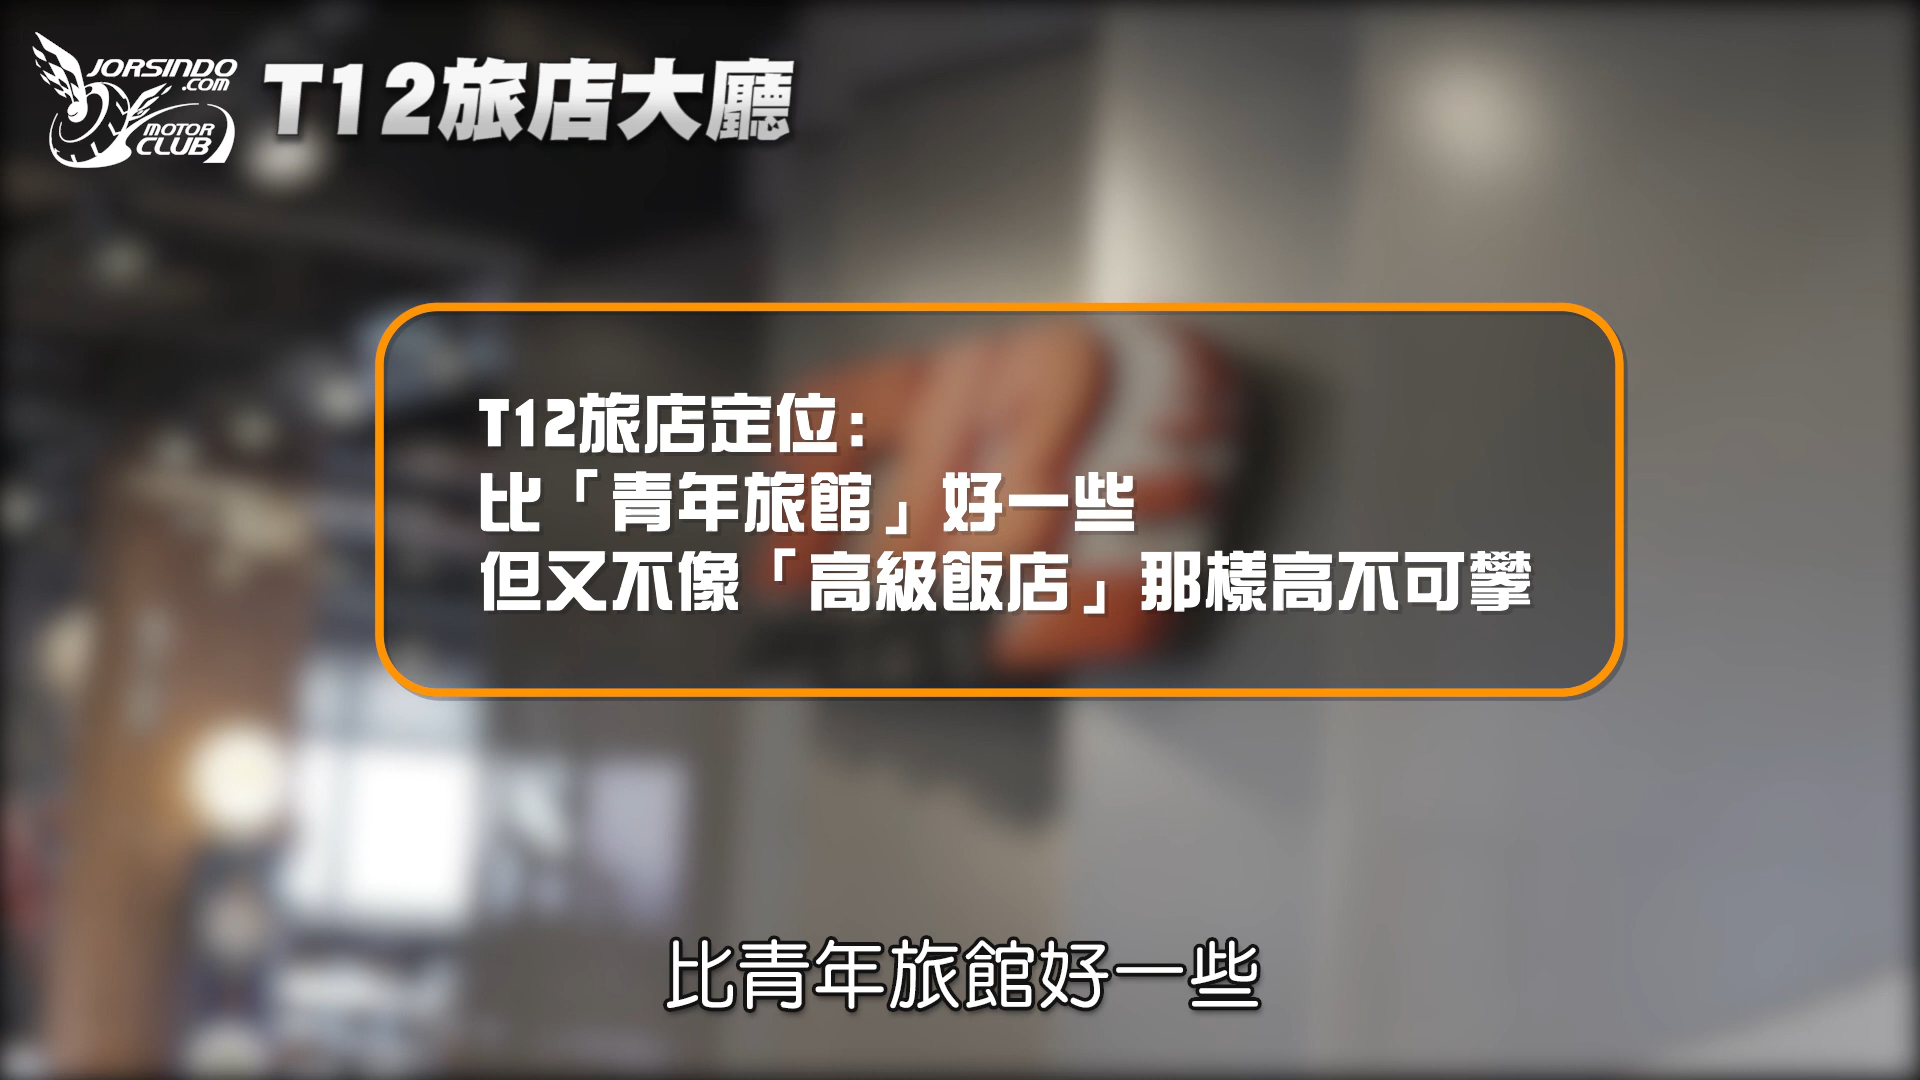 JORSINDO
.COM
MOTOR
CLUB
T12旅店大廳
T12旅店定位:
比「青年旅館」好一些
但又不像「高級飯店」那樣高不可攀
比青年旅館好一些